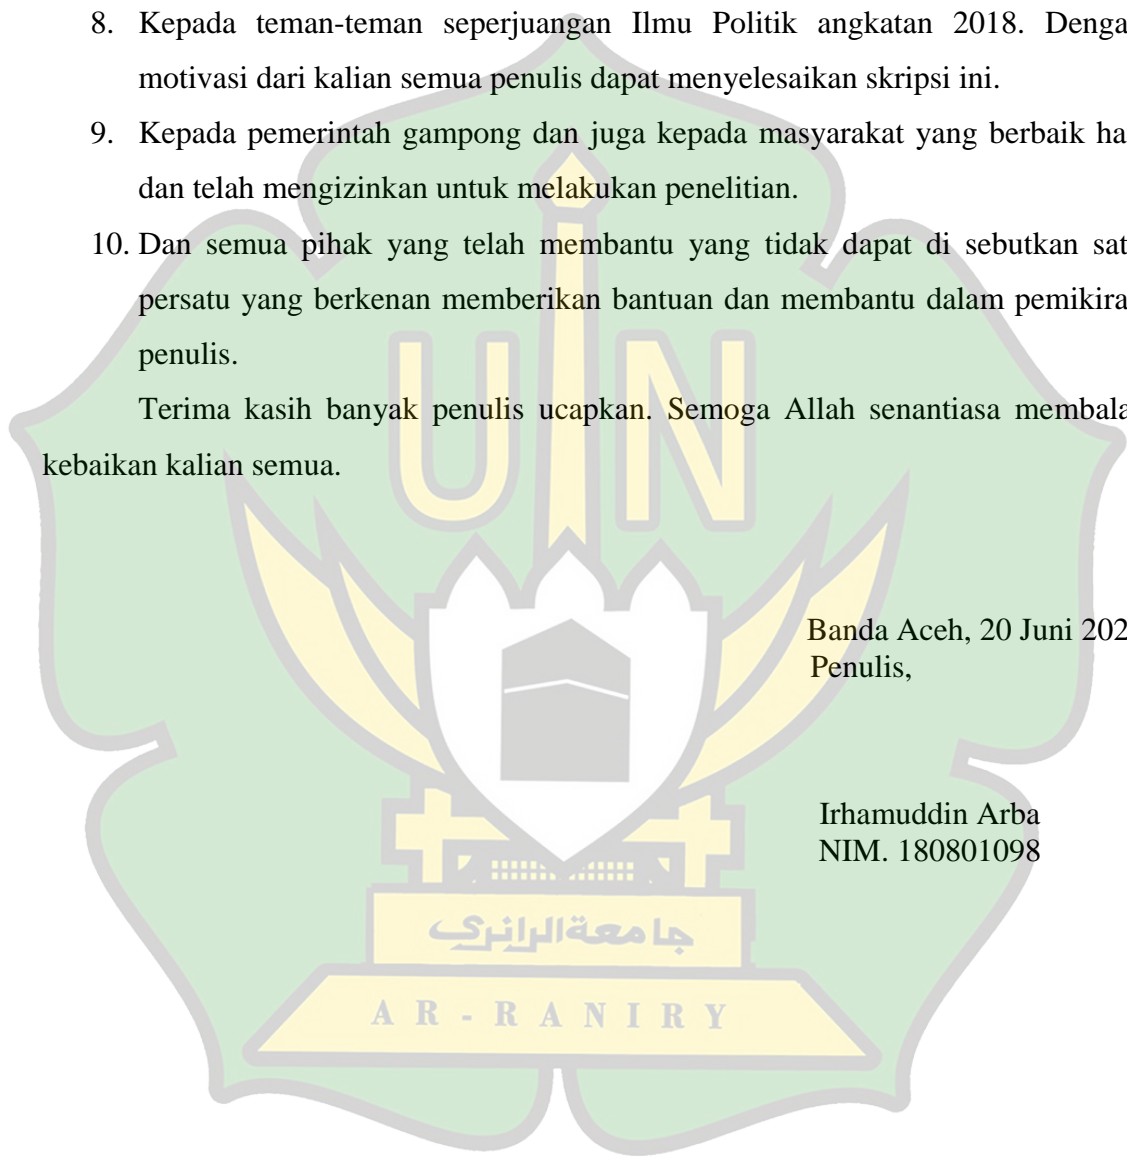 8. Kepada teman-teman seperjuangan Ilmu Politik angkatan 2018. Denga
motivasi dari kalian semua penulis dapat menyelesaikan skripsi ini.
9. Kepada pemerintah gampong dan juga kepada masyarakat yang berbaik ha
dan telah mengizinkan untuk melakukan penelitian.
10. Dan semua pihak yang telah membantu yang tidak dapat di sebutkan sat
persatu yang berkenan memberikan bantuan dan membantu dalam pemikira
penulis.
Terima kasih banyak penulis ucapkan. Semoga Allah senantiasa membala
kebaikan kalian semua.
UIN
Banda Aceh, 20 Juni 202
Penulis,
Irhamuddin Arba
NIM. 180801098
جامعةالرانري
AR-RANIRY